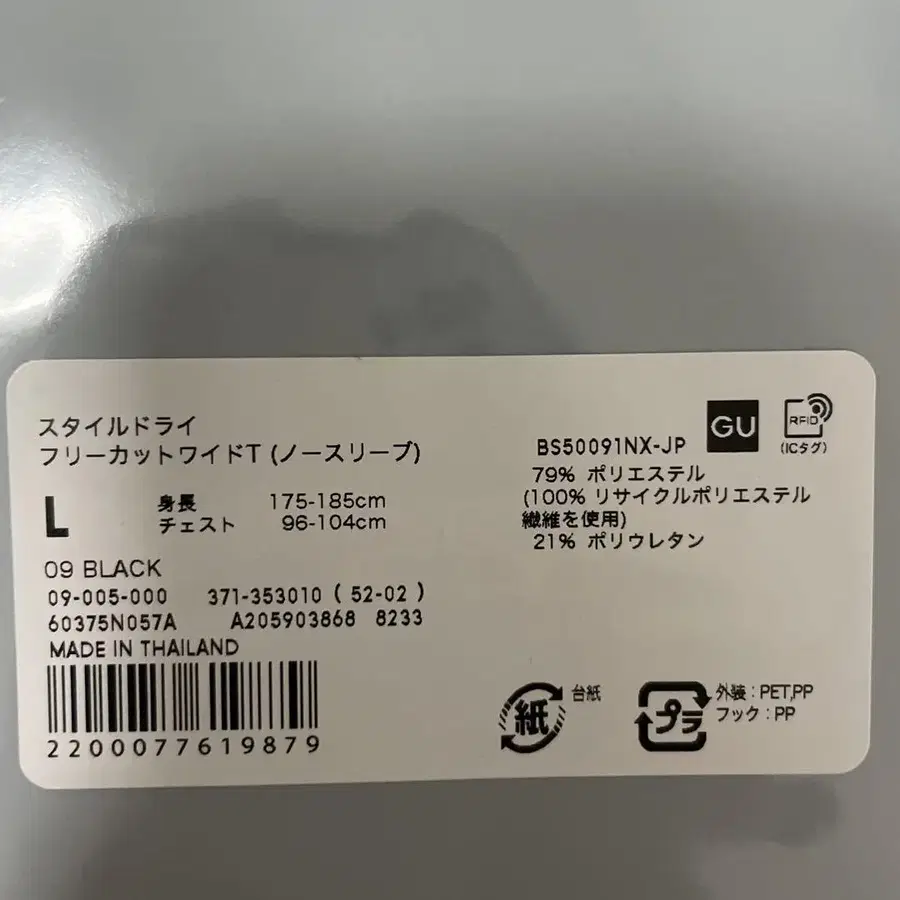 スタイルドライ
フリーカットワイドT (ノースリーブ)
L
身長 175-185cm
チェスト 96-104cm
09 BLACK
09-005-000 371-353010 ( 52-02 )
60375N057A A205903868 8233
MADE IN THAILAND
2200077619879
BS50091NX-JP
GU
RFID
(ICタグ)
79% ポリエステル
(100% リサイクルポリエステル
繊維を使用)
21% ポリウレタン
紙
台紙
プラ
外装:PET,PP
フック:PP